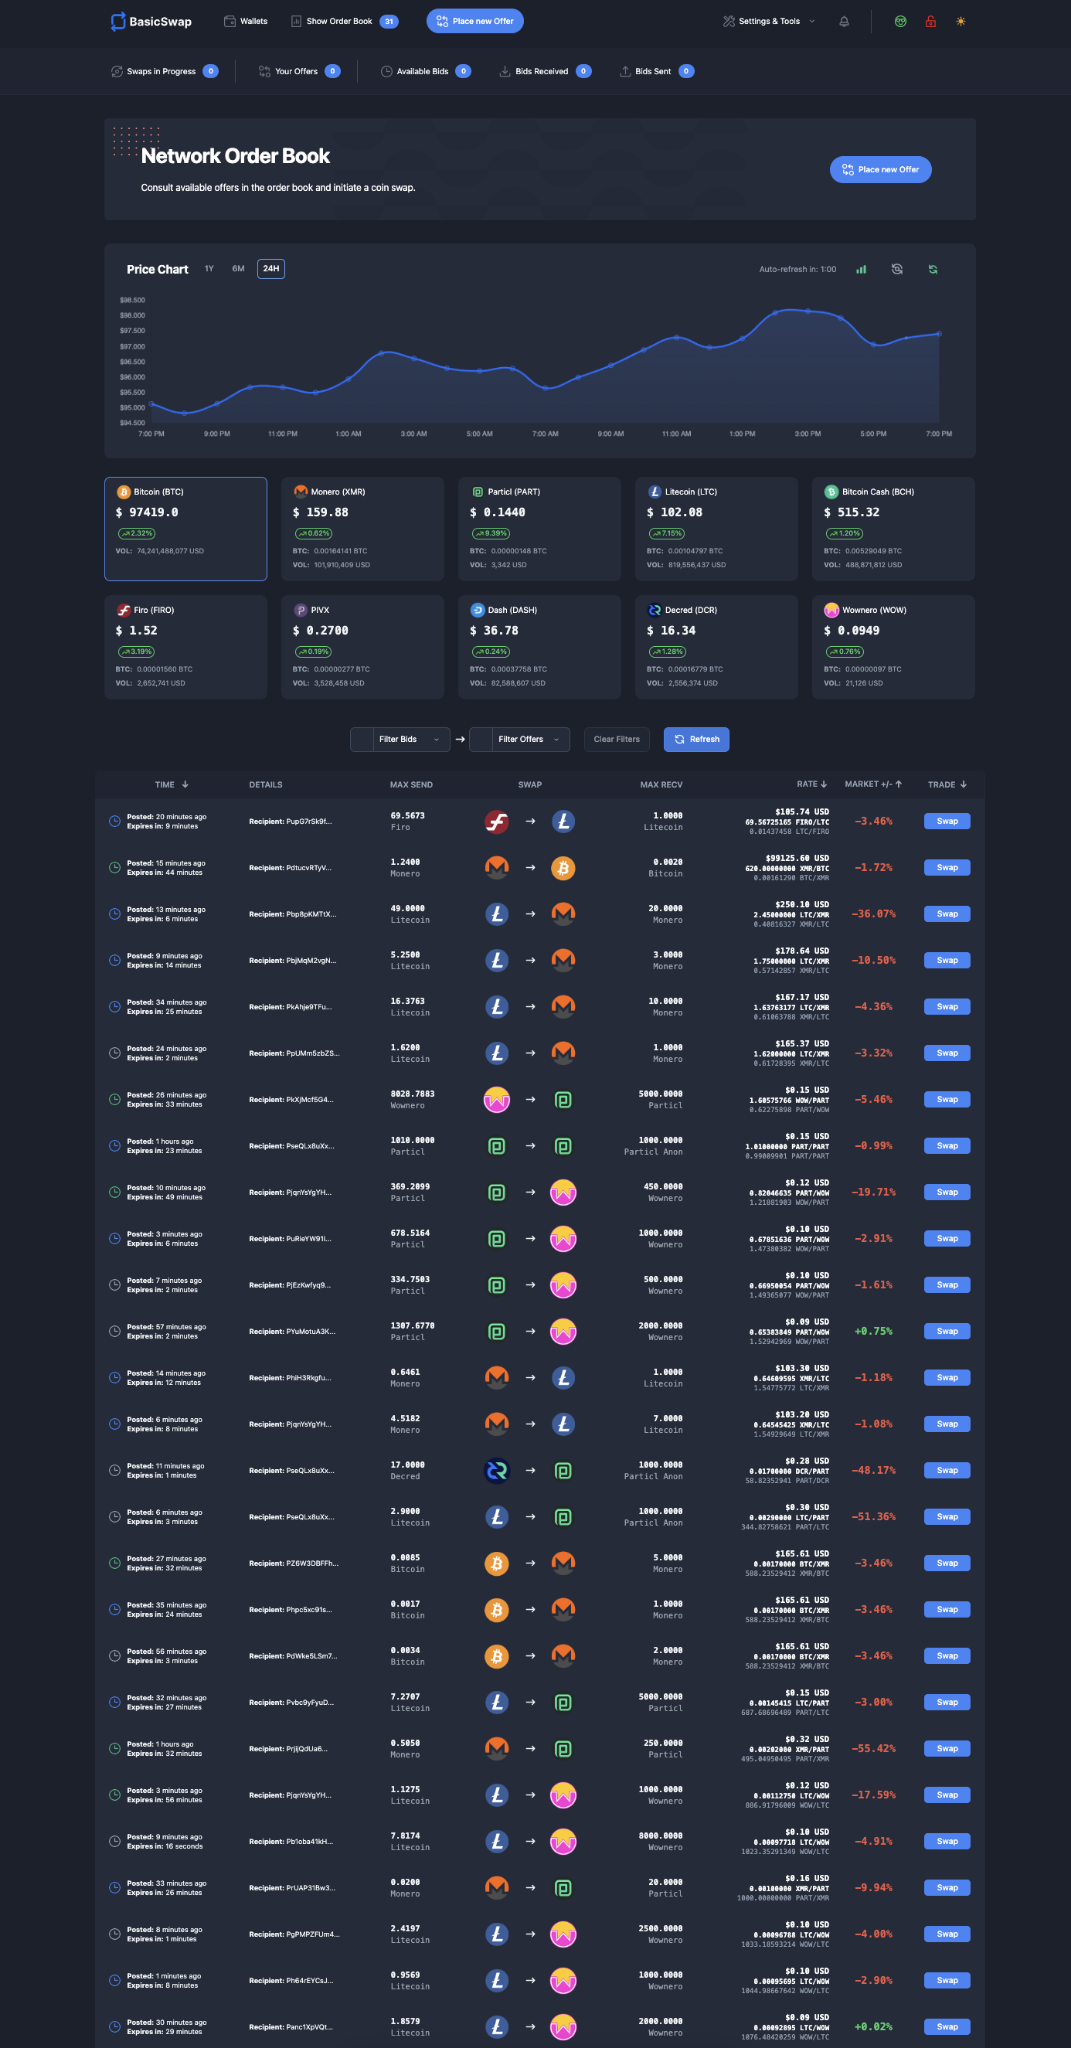 BasicSwap
Wallets
Show Order Book 31
Place new Offer
Settings & Tools
Swaps in Progress 0
Your Offers 0
Available Bids 0
Bids Received 0
Bids Sent 0
Network Order Book
Consult available offers in the order book and initiate a coin swap.
Place new Offer
Price Chart 1Y 6M 24H
Auto-refresh in: 1:00
$98.500
$98.000
$97.500
$97.000
$96.500
$96.000
$95.500
$95.000
$94.500
7:00 PM 9:00 PM 11:00 PM 1:00 AM 3:00 AM 5:00 AM 7:00 AM 9:00 AM 11:00 AM 1:00 PM 3:00 PM 5:00 PM 7:00 PM
Bitcoin (BTC)
$ 97419.0
2.32%
VOL: 74,241,488,077 USD
Monero (XMR)
$ 159.88
0.62%
BTC: 0.00164141 BTC
VOL: 101,910,409 USD
Particl (PART)
$ 0.1440
9.39%
BTC: 0.00000148 BTC
VOL: 3,342 USD
Litecoin (LTC)
$ 102.08
7.15%
BTC: 0.00104797 BTC
VOL: 819,556,437 USD
Bitcoin Cash (BCH)
$ 515.32
1.20%
BTC: 0.00529049 BTC
VOL: 488,871,812 USD
Firo (FIRO)
$ 1.52
3.19%
BTC: 0.00001560 BTC
VOL: 2,652,741 USD
PIVX
$ 0.2700
0.19%
BTC: 0.00000277 BTC
VOL: 3,528,458 USD
Dash (DASH)
$ 36.78
0.24%
BTC: 0.00037758 BTC
VOL: 82,588,607 USD
Decred (DCR)
$ 16.34
1.28%
BTC: 0.00016779 BTC
VOL: 2,556,374 USD
Wownero (WOW)
$ 0.0949
0.76%
BTC: 0.00000097 BTC
VOL: 21,126 USD
Filter Bids
Filter Offers
Clear Filters
Refresh
TIME DETAILS MAX SEND SWAP MAX RECV RATE MARKET +/- TRADE
Posted: 20 minutes ago 69.5673 1.0000 $105.74 USD
Expires in: 9 minutes Recipient: PupG7rSk9f... Firo Litecoin 69.56725165 FIRO/LTC -3.46% Swap
0.01437458 LTC/FIRO
Posted: 15 minutes ago 1.2400 0.0020 $99125.60 USD
Expires in: 44 minutes Recipient: PdtucvRTyV... Monero Bitcoin 620.00000000 XMR/BTC -1.72% Swap
0.00161290 BTC/XMR
Posted: 13 minutes ago 49.0000 20.0000 $250.10 USD
Expires in: 6 minutes Recipient: Pbp8pKMTtX... Litecoin Monero 2.45000000 LTC/XMR -36.07% Swap
0.40816327 XMR/LTC
Posted: 9 minutes ago 5.2500 3.0000 $178.64 USD
Expires in: 14 minutes Recipient: PbjMqM2vgN... Litecoin Monero 1.75000000 LTC/XMR -10.50% Swap
0.57142857 XMR/LTC
Posted: 34 minutes ago 16.3763 10.0000 $167.17 USD
Expires in: 25 minutes Recipient: PkAhje9TFu... Litecoin Monero 1.63763177 LTC/XMR -4.36% Swap
0.61063788 XMR/LTC
Posted: 24 minutes ago 1.6200 1.0000 $165.37 USD
Expires in: 2 minutes Recipient: PpUMm5zbZS... Litecoin Monero 1.62000000 LTC/XMR -3.32% Swap
0.61728395 XMR/LTC
Posted: 26 minutes ago 8028.7883 5000.0000 $0.15 USD
Expires in: 33 minutes Recipient: PkXjMcf5G4... Wownero Particl 1.60575766 WOW/PART -5.46% Swap
0.62275898 PART/WOW
Posted: 1 hours ago 1010.0000 1000.0000 $0.15 USD
Expires in: 23 minutes Recipient: PseQLx8uXx... Particl Particl Anon 1.01000000 PART/PART -0.99% Swap
0.99009901 PART/PART
Posted: 10 minutes ago 369.2099 450.0000 $0.12 USD
Expires in: 49 minutes Recipient: PjqnYsYgYH... Particl Wownero 0.82046635 PART/WOW -19.71% Swap
1.21881903 WOW/PART
Posted: 3 minutes ago 678.5164 1000.0000 $0.10 USD
Expires in: 6 minutes Recipient: PuRieYW91i... Particl Wownero 0.67851636 PART/WOW -2.91% Swap
1.47380382 WOW/PART
Posted: 7 minutes ago 334.7503 500.0000 $0.10 USD
Expires in: 2 minutes Recipient: PjEzKwfyq9... Particl Wownero 0.66950054 PART/WOW -1.61% Swap
1.49365077 WOW/PART
Posted: 57 minutes ago 1307.6770 2000.0000 $0.09 USD
Expires in: 2 minutes Recipient: PYuMotuA3K... Particl Wownero 0.65383849 PART/WOW +0.75% Swap
1.52942969 WOW/PART
Posted: 14 minutes ago 0.6461 1.0000 $103.30 USD
Expires in: 12 minutes Recipient: PhiH3Rkgfu... Monero Litecoin 0.64609595 XMR/LTC -1.18% Swap
1.54775772 LTC/XMR
Posted: 6 minutes ago 4.5182 7.0000 $103.20 USD
Expires in: 8 minutes Recipient: PjqnYsYgYH... Monero Litecoin 0.64545425 XMR/LTC -1.08% Swap
1.54929649 LTC/XMR
Posted: 11 minutes ago 17.0000 1000.0000 $0.28 USD
Expires in: 1 minutes Recipient: PseQLx8uXx... Decred Particl Anon 0.01700000 DCR/PART -48.17% Swap
58.82352941 PART/DCR
Posted: 6 minutes ago 2.9000 1000.0000 $0.30 USD
Expires in: 3 minutes Recipient: PseQLx8uXx... Litecoin Particl Anon 0.00290000 LTC/PART -51.36% Swap
344.82758621 PART/LTC
Posted: 27 minutes ago 0.0085 5.0000 $165.61 USD
Expires in: 32 minutes Recipient: PZ6W3DBFFh... Bitcoin Monero 0.00170000 BTC/XMR -3.46% Swap
588.23529412 XMR/BTC
Posted: 35 minutes ago 0.0017 1.0000 $165.61 USD
Expires in: 24 minutes Recipient: Phpc5xc91s... Bitcoin Monero 0.00170000 BTC/XMR -3.46% Swap
588.23529412 XMR/BTC
Posted: 56 minutes ago 0.0034 2.0000 $165.61 USD
Expires in: 3 minutes Recipient: PdWke5LSm7... Bitcoin Monero 0.00170000 BTC/XMR -3.46% Swap
588.23529412 XMR/BTC
Posted: 32 minutes ago 7.2707 5000.0000 $0.15 USD
Expires in: 27 minutes Recipient: Pvbc9yFyuD... Litecoin Particl 0.00145415 LTC/PART -3.00% Swap
687.68696489 PART/LTC
Posted: 1 hours ago 0.5050 250.0000 $0.32 USD
Expires in: 32 minutes Recipient: PrjijQdUa6... Monero Particl 0.00202000 XMR/PART -55.42% Swap
495.04950495 PART/XMR
Posted: 3 minutes ago 1.1275 1000.0000 $0.12 USD
Expires in: 56 minutes Recipient: PjqnYsYgYH... Litecoin Wownero 0.00112750 LTC/WOW -17.59% Swap
886.91796009 WOW/LTC
Posted: 9 minutes ago 7.8174 8000.0000 $0.10 USD
Expires in: 16 seconds Recipient: Pb1cba41kH... Litecoin Wownero 0.00097718 LTC/WOW -4.91% Swap
1023.35291349 WOW/LTC
Posted: 33 minutes ago 0.0200 20.0000 $0.16 USD
Expires in: 26 minutes Recipient: PrUAP31Bw3... Monero Particl 0.00100000 XMR/PART -9.94% Swap
1000.00000000 PART/XMR
Posted: 8 minutes ago 2.4197 2500.0000 $0.10 USD
Expires in: 1 minutes Recipient: PgPMPZFUm4... Litecoin Wownero 0.00096788 LTC/WOW -4.00% Swap
1033.18593214 WOW/LTC
Posted: 1 minutes ago 0.9569 1000.0000 $0.10 USD
Expires in: 8 minutes Recipient: Ph64rEYCsJ... Litecoin Wownero 0.00095695 LTC/WOW -2.90% Swap
1044.98667642 WOW/LTC
Posted: 30 minutes ago 1.8579 2000.0000 $0.09 USD
Expires in: 29 minutes Recipient: Panc1XpVQt... Litecoin Wownero 0.00092895 LTC/WOW +0.02% Swap
1076.48420259 WOW/LTC